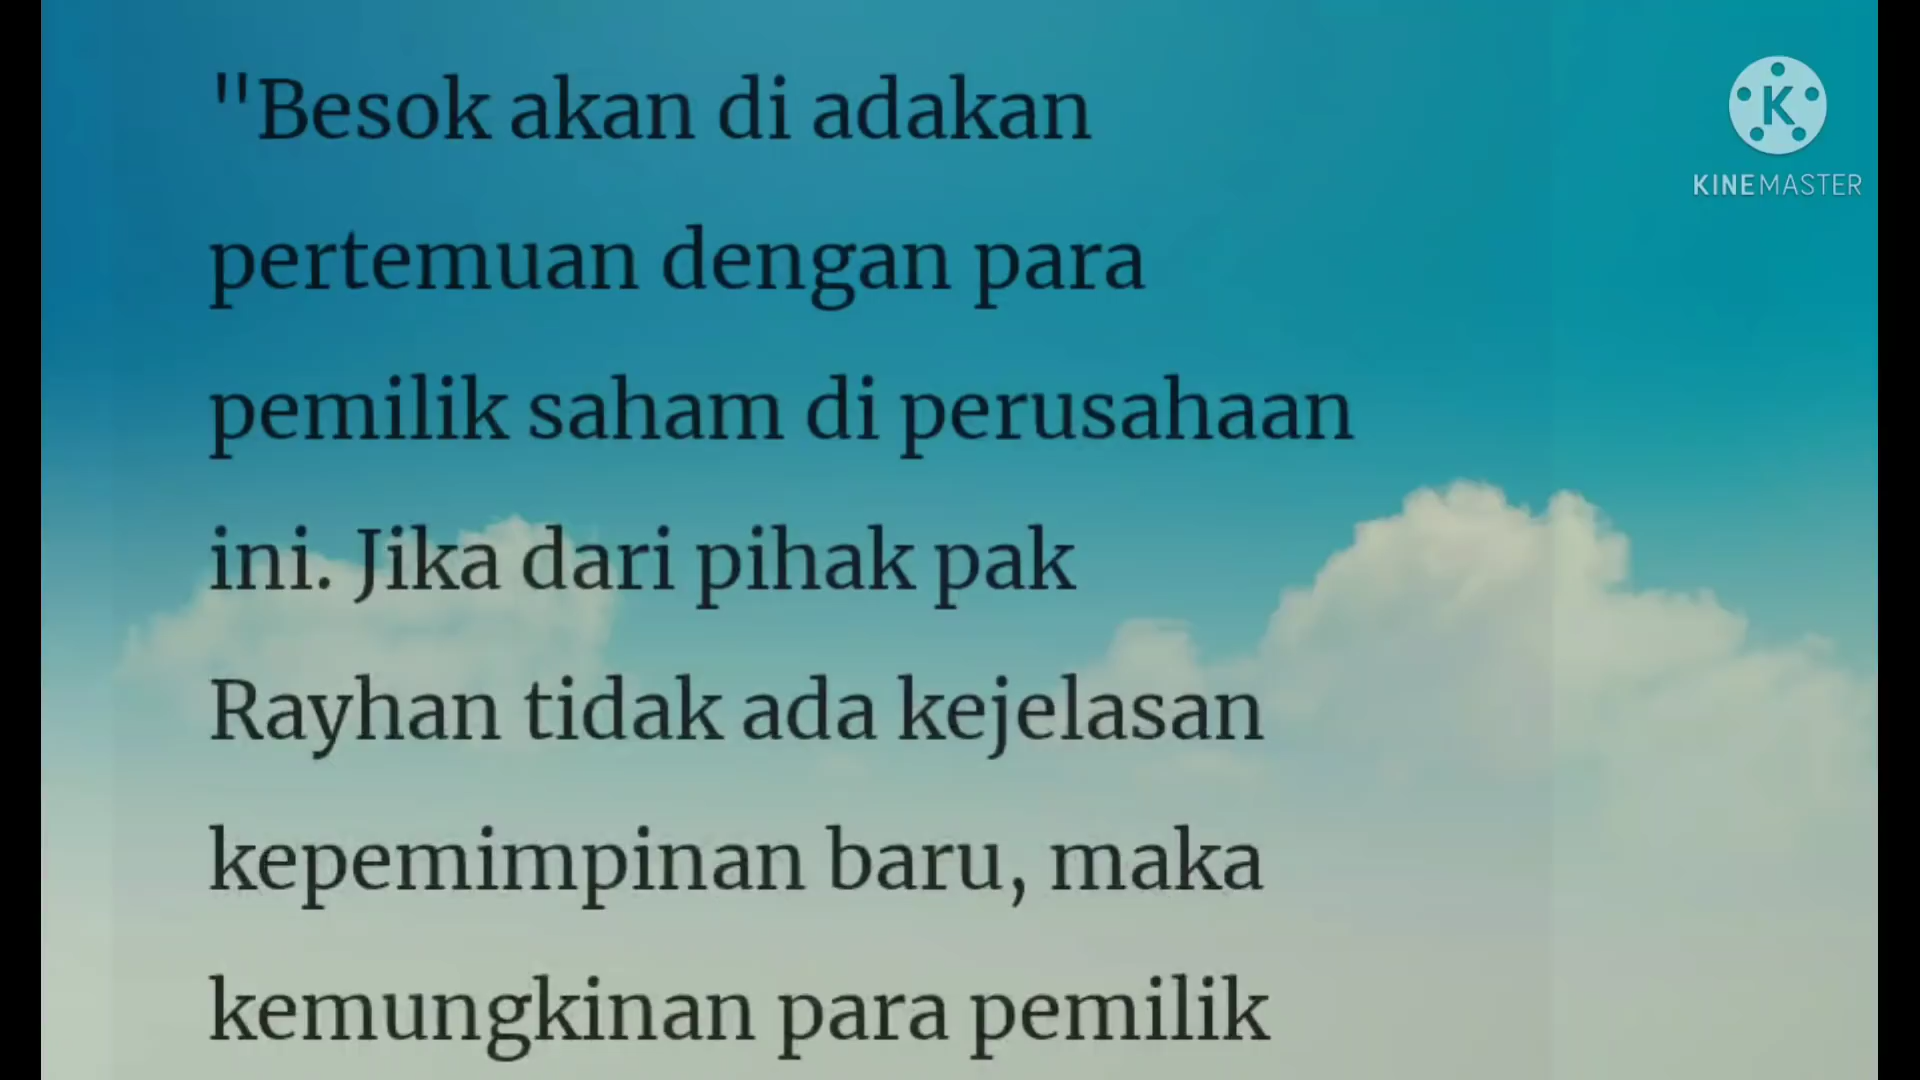 "Besok akan di adakan
pertemuan dengan para
pemilik saham di perusahaan
ini. Jika dari pihak pak
Rayhan tidak ada kejelasan
kepemimpinan baru, maka
kemungkinan para pemilik
K
KINEMASTER